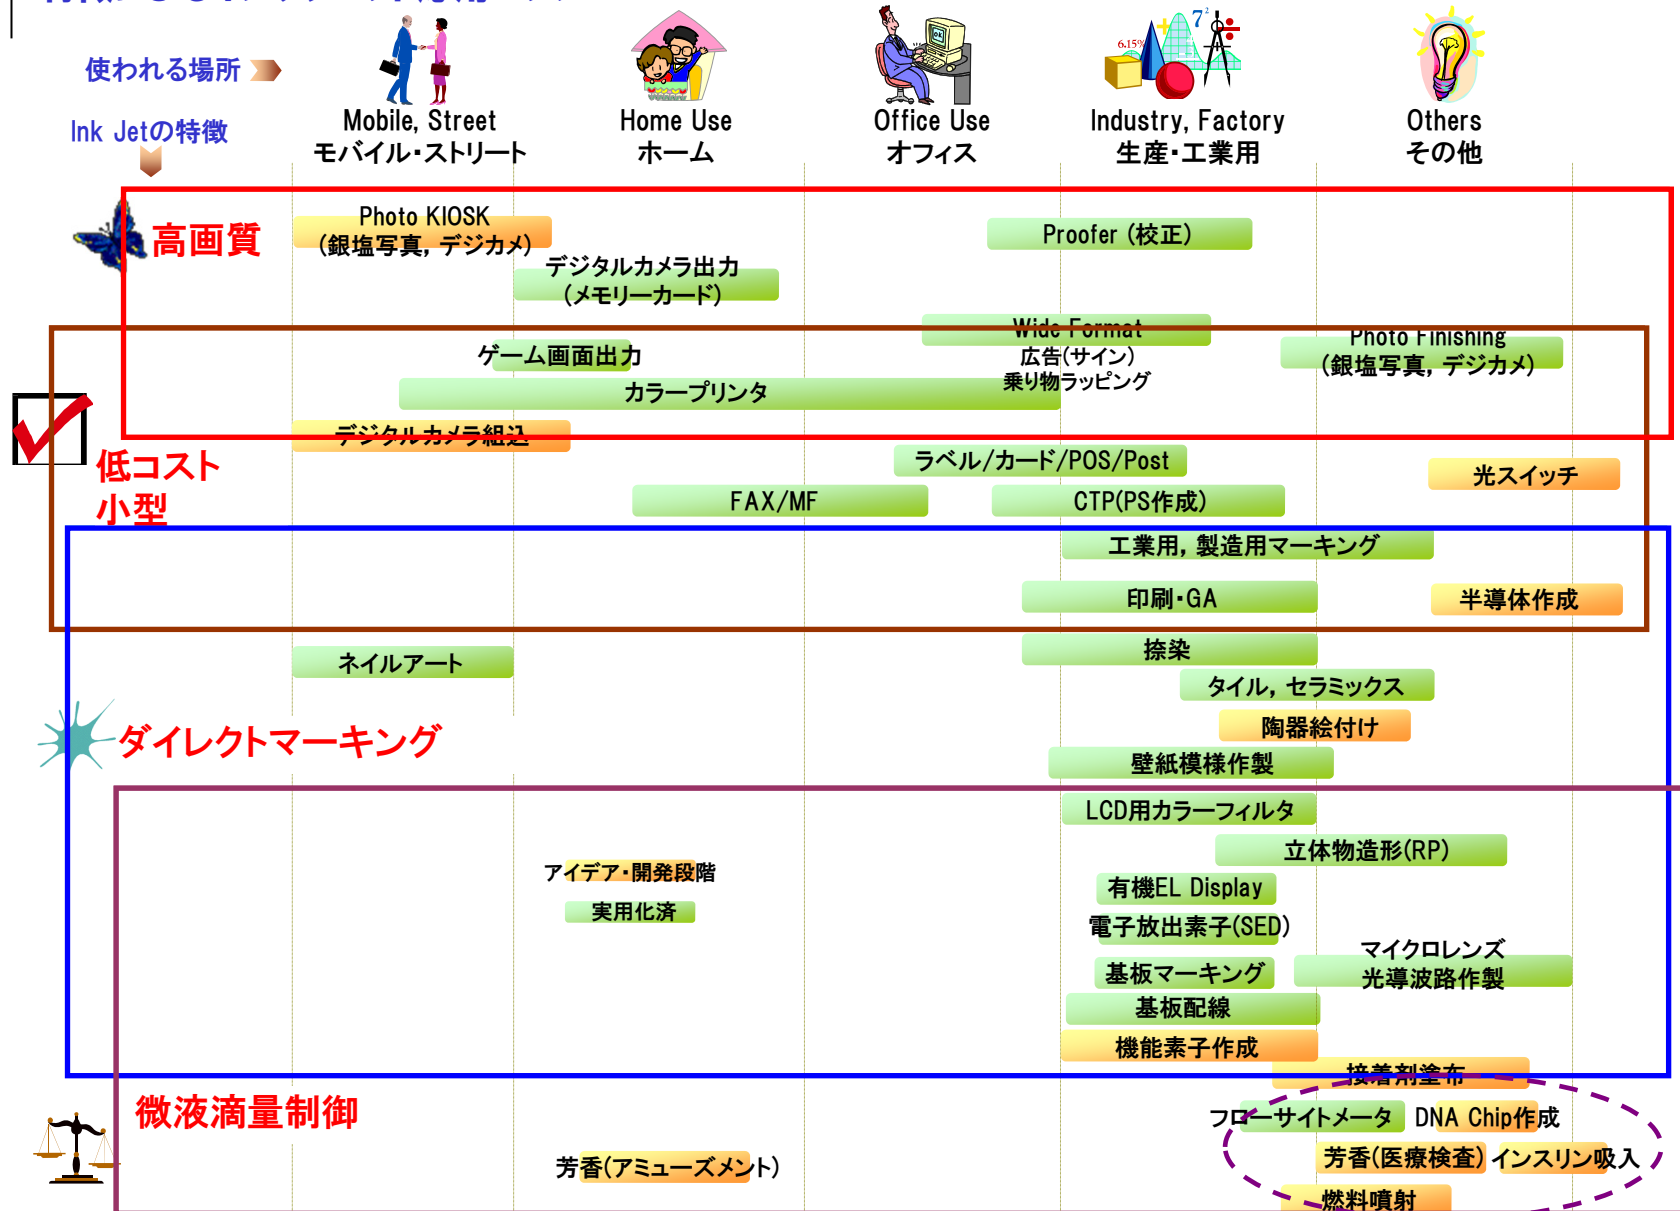 使われる場所
Ink Jetの特徴
6.15%
7²
OK
Mobile, Street
モバイル・ストリート
Home Use
ホーム
Office Use
オフィス
Industry, Factory
生産・工業用
Others
その他
高画質
Photo KIOSK
(銀塩写真, デジカメ)
Proofer (校正)
デジタルカメラ出力
(メモリーカード)
Wide Format
広告(サイン)
乗り物ラッピング
Photo Finishing
(銀塩写真, デジカメ)
ゲーム画面出力
カラープリンタ
デジタルカメラ組込
低コスト
小型
ラベル/カード/POS/Post
光スイッチ
FAX/MF
CTP(PS作成)
工業用, 製造用マーキング
印刷・GA
半導体作成
捺染
ネイルアート
タイル, セラミックス
ダイレクトマーキング
陶器絵付け
壁紙模様作製
LCD用カラーフィルタ
立体物造形(RP)
アイデア・開発段階
有機EL Display
実用化済
電子放出素子(SED)
マイクロレンズ
光導波路作製
基板マーキング
基板配線
機能素子作成
接着剤塗布
微液滴量制御
フローサイトメータ
DNA Chip作成
芳香(アミューズメント)
芳香(医療検査)
インスリン吸入
燃料噴射